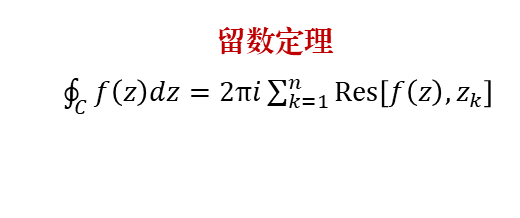 留数定理
∮_C f(z)dz = 2πi ∑_{k=1}^{n} Res[f(z), z_k]